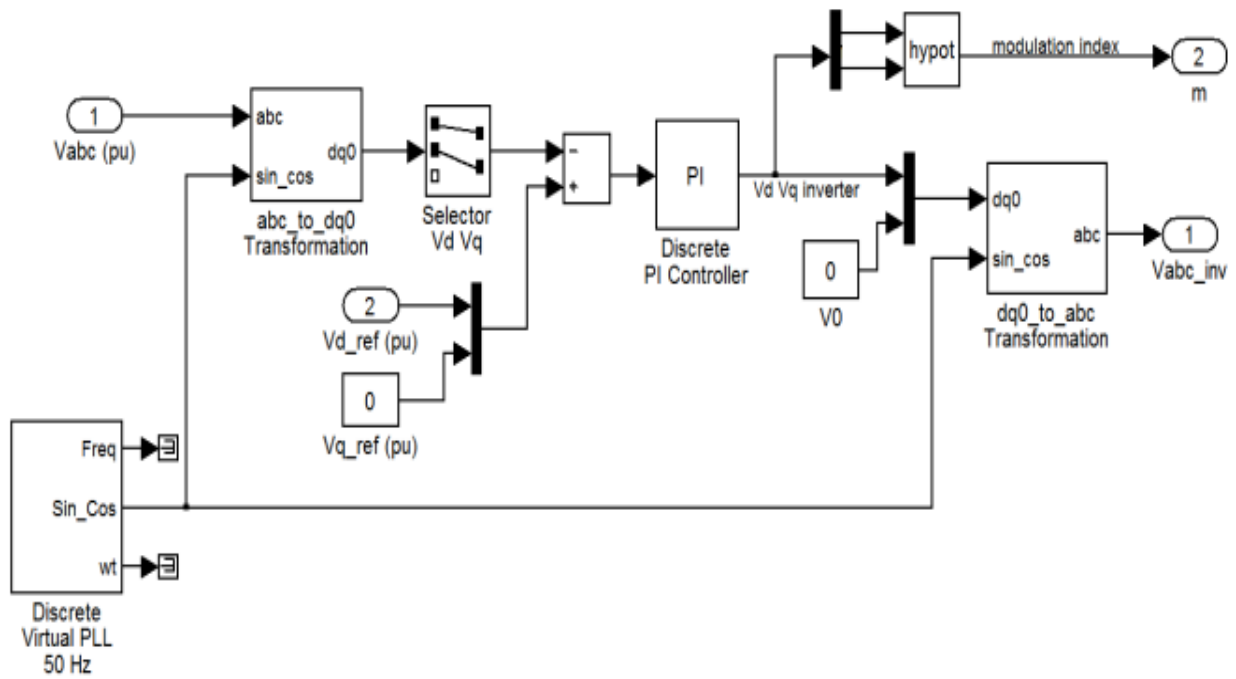 hypot
modulation index
2
m
1
Vabc (pu)
abc
sin_cos
dq0
abc_to_dq0
Transformation
Selector
Vd Vq
-
+
PI
Discrete
PI Controller
Vd Vq inverter
0
V0
dq0
sin_cos
abc
dq0_to_abc
Transformation
1
Vabc_inv
2
Vd_ref (pu)
0
Vq_ref (pu)
Freq
Sin_Cos
wt
Discrete
Virtual PLL
50 Hz